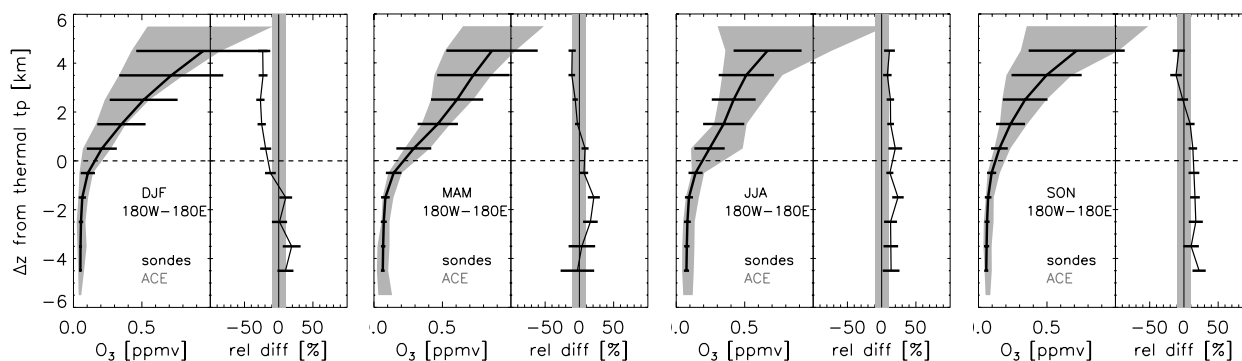 Δz from thermal tp [km]
6
4
2
0
−2
−4
−6
DJF
180W−180E
sondes
ACE
MAM
180W−180E
sondes
ACE
JJA
180W−180E
sondes
ACE
SON
180W−180E
sondes
ACE
0.0 0.5 −50 0 50
.0 0.5 −50 0 50
.0 0.5 −50 0 50
.0 0.5 −50 0 50
O3 [ppmv] rel diff [%]
O3 [ppmv] rel diff [%]
O3 [ppmv] rel diff [%]
O3 [ppmv] rel diff [%]